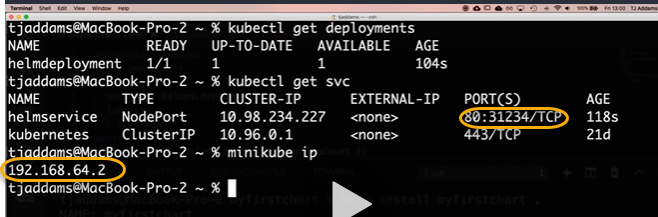 Terminal Shell Edit View Window Help 100% Fri 13:00 TJ Addams
tjaddams — -zsh
tjaddams@MacBook-Pro-2 ~ % kubectl get deployments
NAME READY UP-TO-DATE AVAILABLE AGE
helmdeployment 1/1 1 1 104s
tjaddams@MacBook-Pro-2 ~ % kubectl get svc
NAME TYPE CLUSTER-IP EXTERNAL-IP PORT(S) AGE
helmservice NodePort 10.98.234.227 <none> 80:31234/TCP 118s
kubernetes ClusterIP 10.96.0.1 <none> 443/TCP 21d
tjaddams@MacBook-Pro-2 ~ % minikube ip
192.168.64.2
tjaddams@MacBook-Pro-2 ~ %